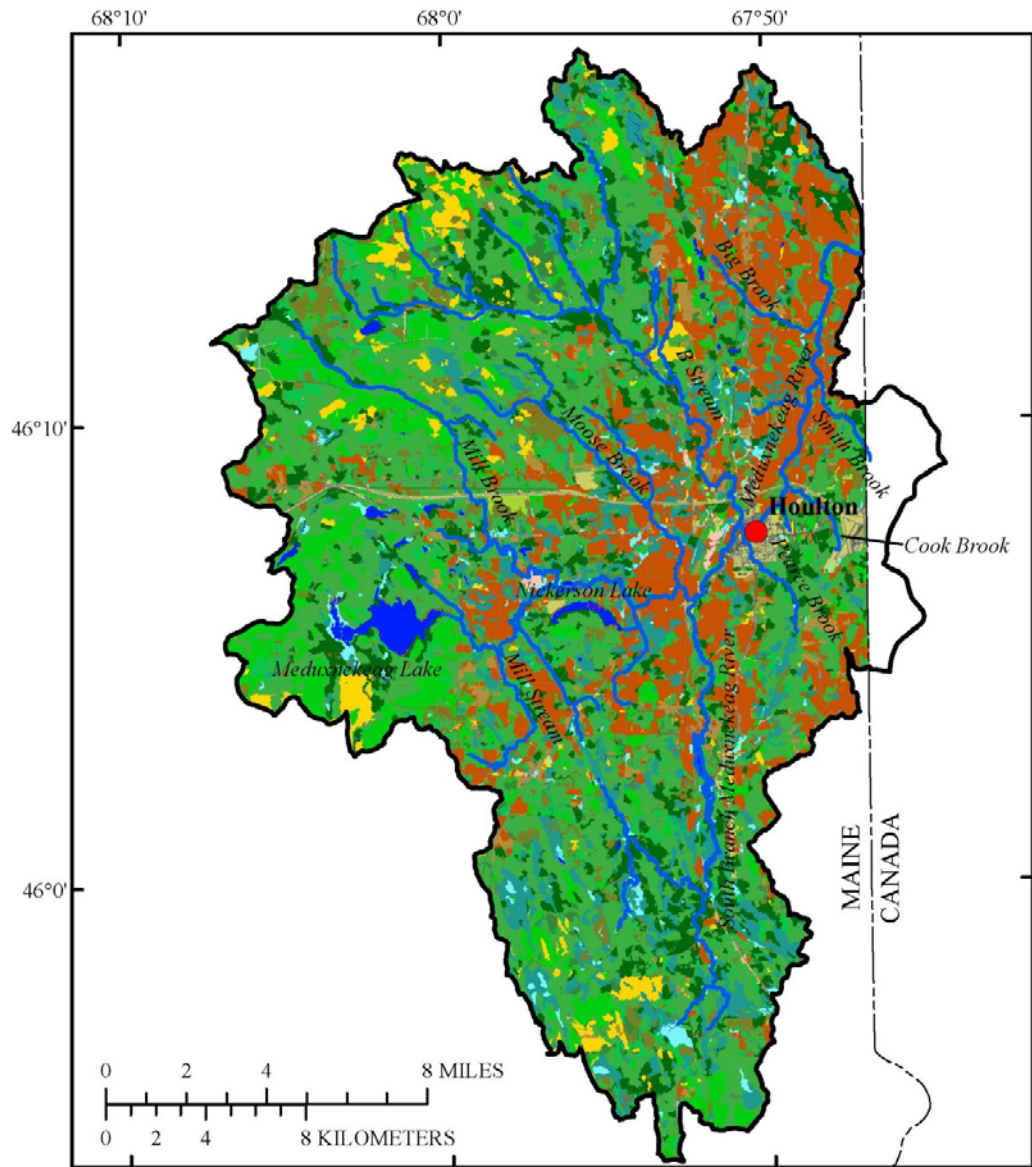 68°10' 68°0' 67°50'
Big Brook
B Stream
Meduxnekeag River
46°10'
Smith Brook
Moose Brook
Mill Brook
Houlton
Cook Brook
Pearce Brook
Nickerson Lake
Meduxnekeag Lake
Mill Stream
South Branch Meduxnekeag River
MAINE
CANADA
46°0'
0 2 4 8 MILES
0 2 4 8 KILOMETERS